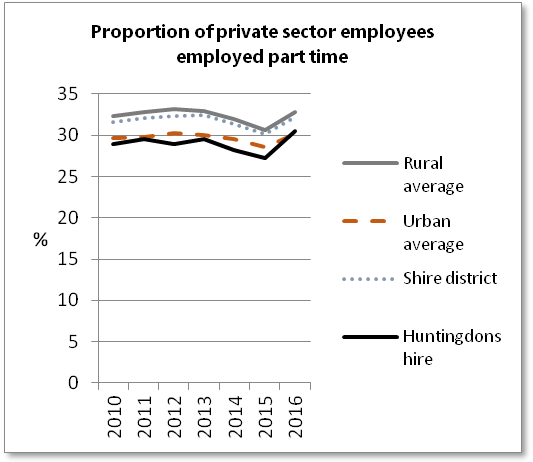 Proportion of private sector employees
employed part time
35
30
25
20
15
10
5
0
%
2010
2011
2012
2013
2014
2015
2016
Rural
average
Urban
average
Shire district
Huntingdons
hire